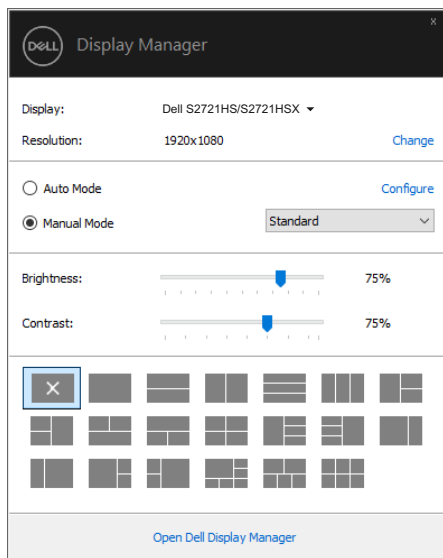 x
DELL Display Manager
Display: Dell S2721HS/S2721HSX
Resolution: 1920x1080 Change
Auto Mode Configure
Manual Mode Standard
Brightness: 75%
Contrast: 75%
Open Dell Display Manager